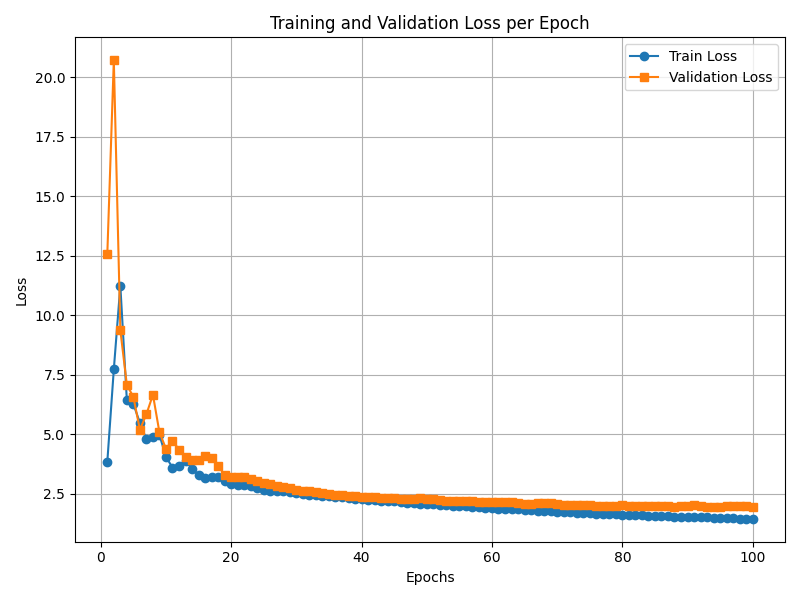 Training and Validation Loss per Epoch
Train Loss
Validation Loss
20.0
17.5
15.0
12.5
10.0
7.5
5.0
2.5
Loss
0 20 40 60 80 100
Epochs